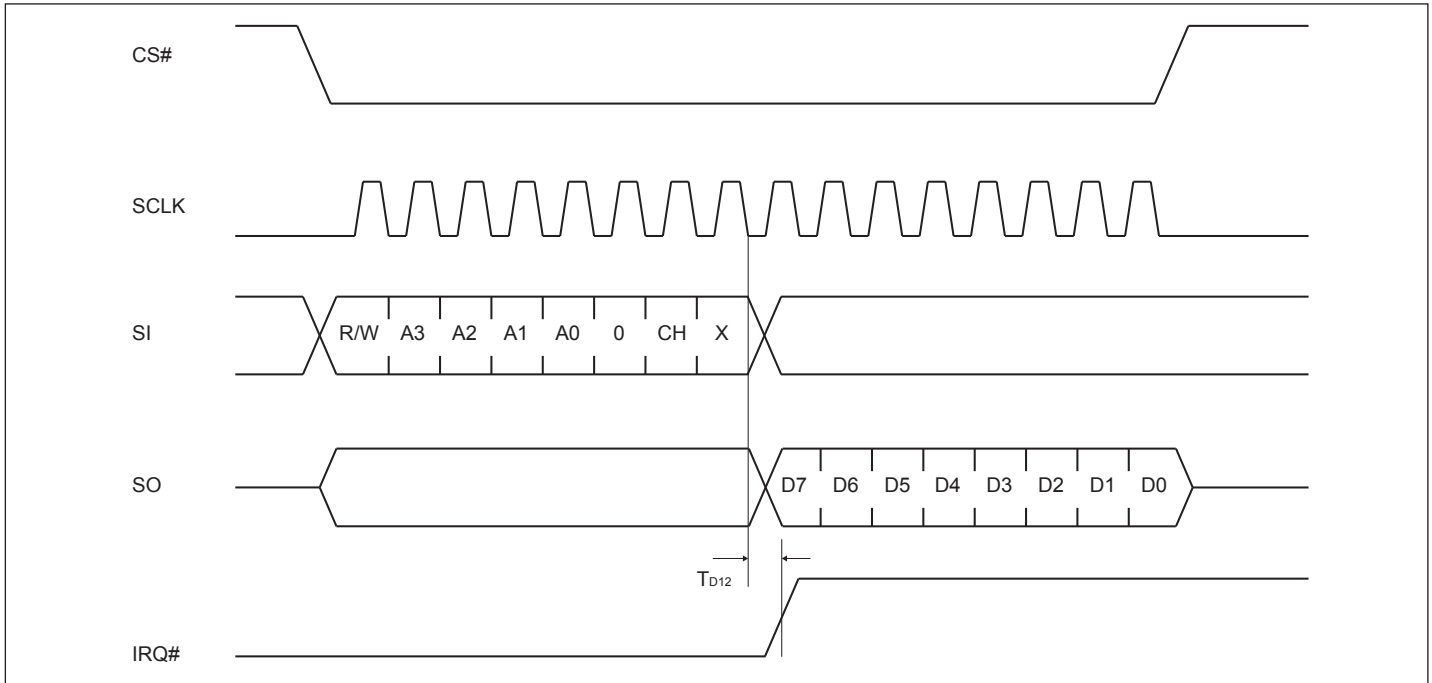 CS#
SCLK
SI R/W A3 A2 A1 A0 0 CH X
SO D7 D6 D5 D4 D3 D2 D1 D0
TD12
IRQ#